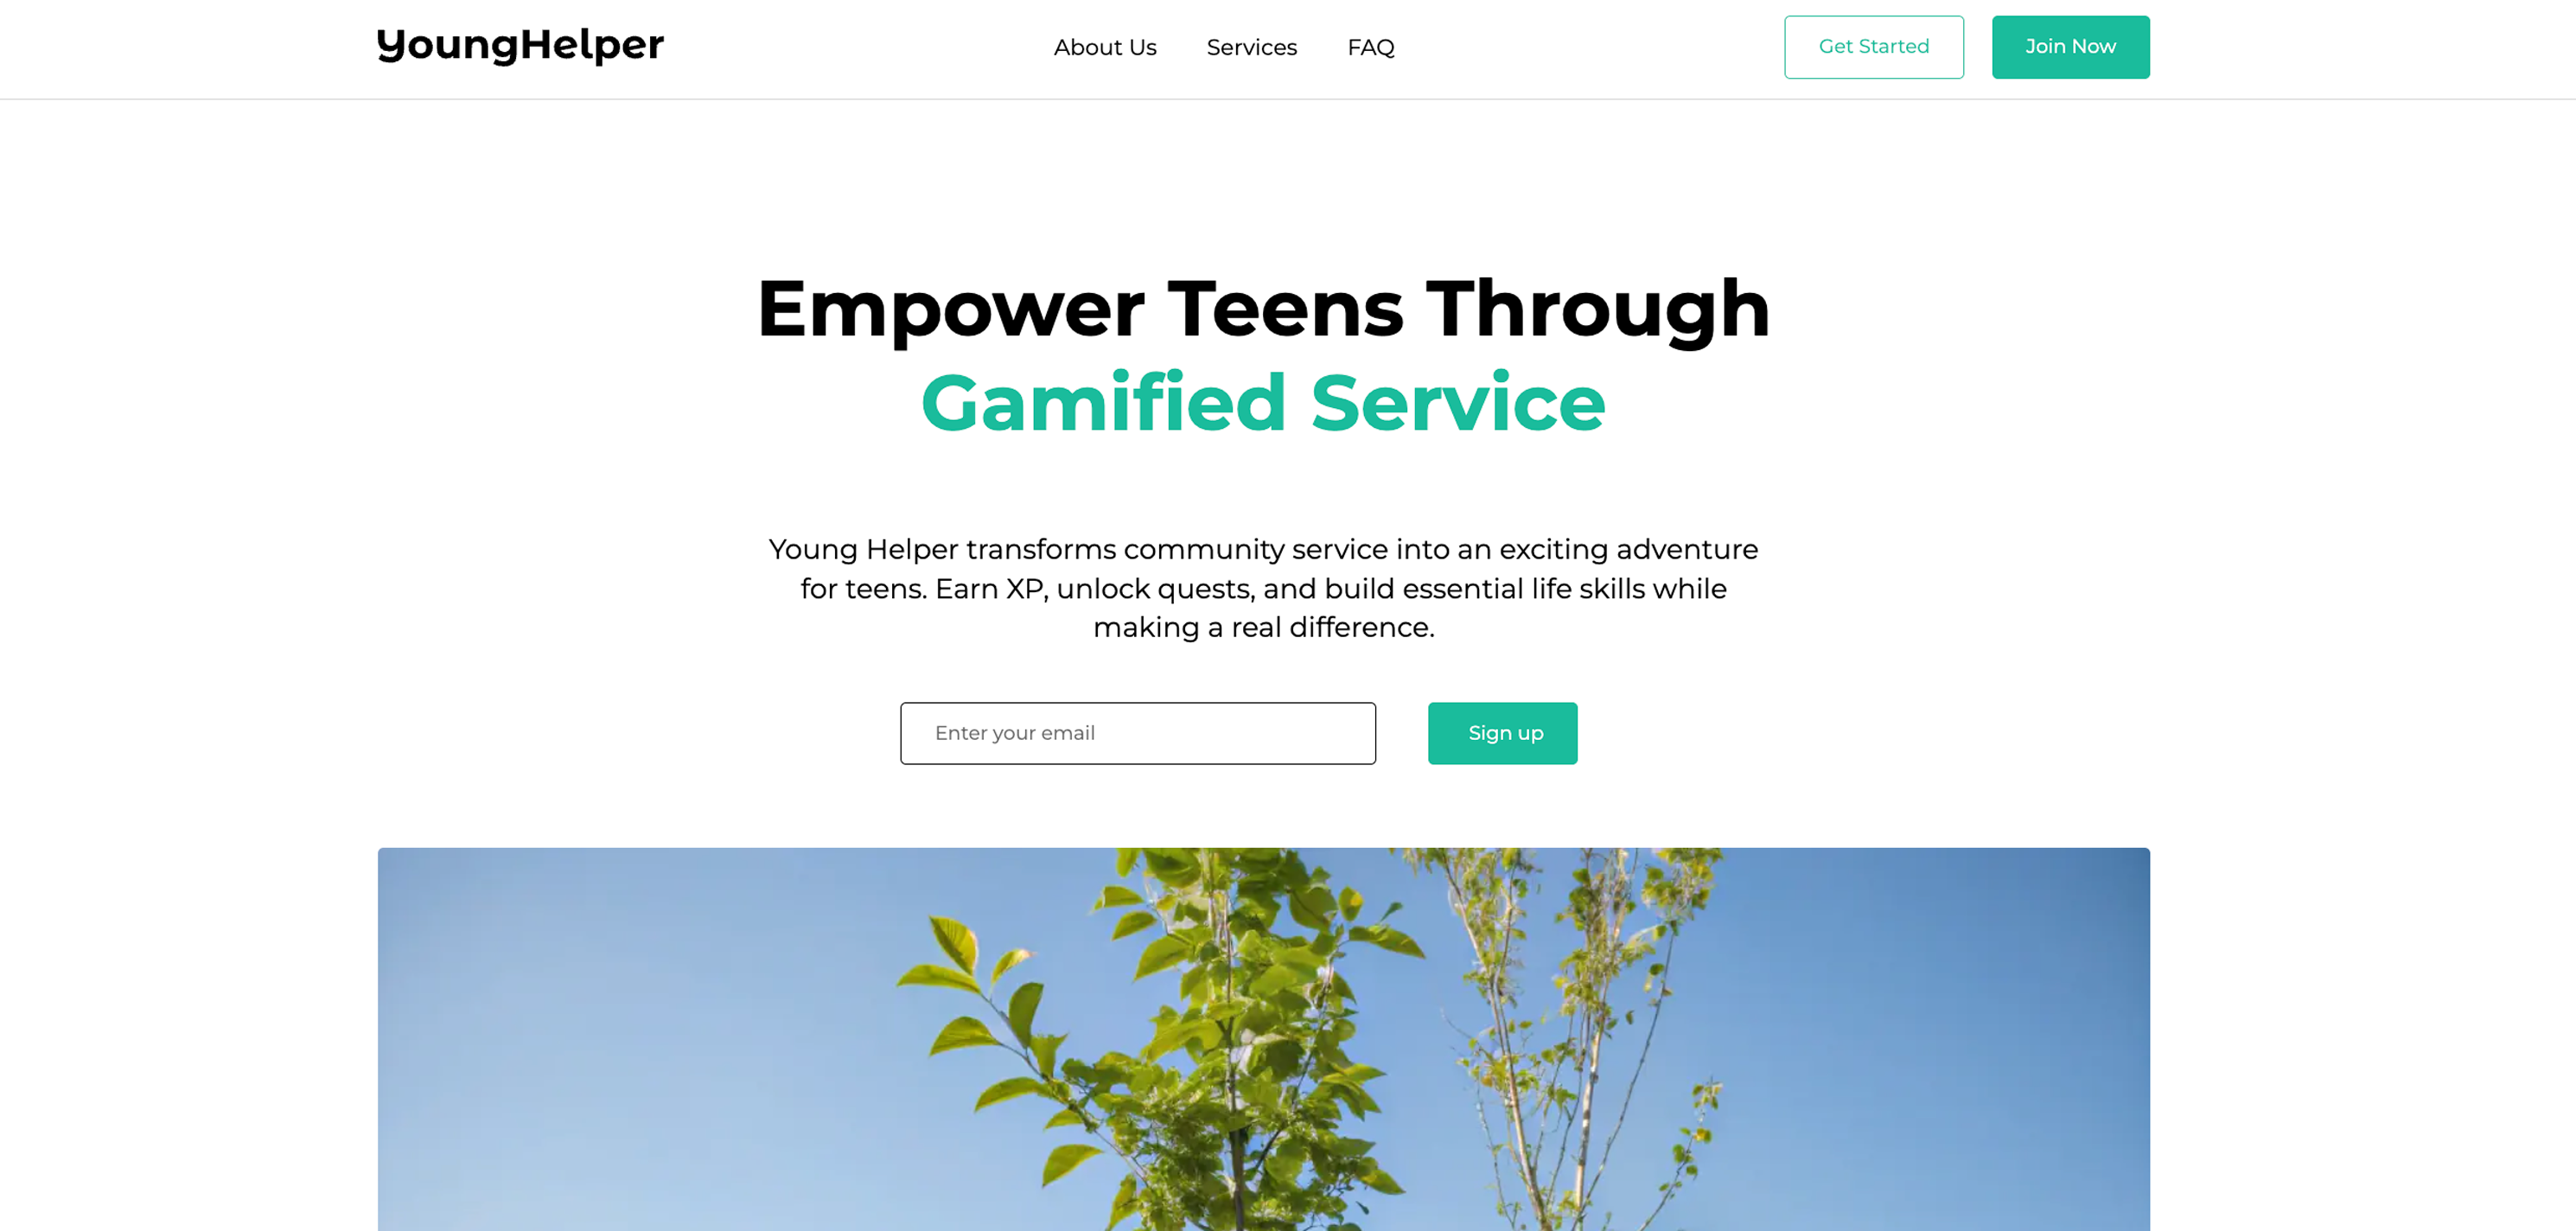 YoungHelper
About Us
Services
FAQ
Get Started
Join Now
Empower Teens Through
Gamified Service
Young Helper transforms community service into an exciting adventure
for teens. Earn XP, unlock quests, and build essential life skills while
making a real difference.
Enter your email
Sign up